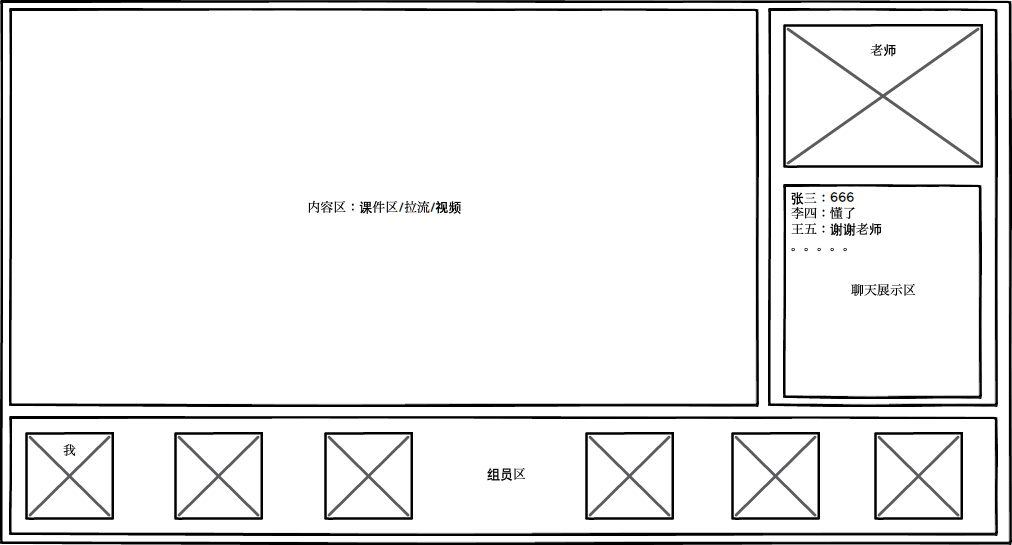 老师
内容区：课件区/拉流/视频
张三：666
李四：懂了
王五：谢谢老师
。。。。。
聊天展示区
我
组员区